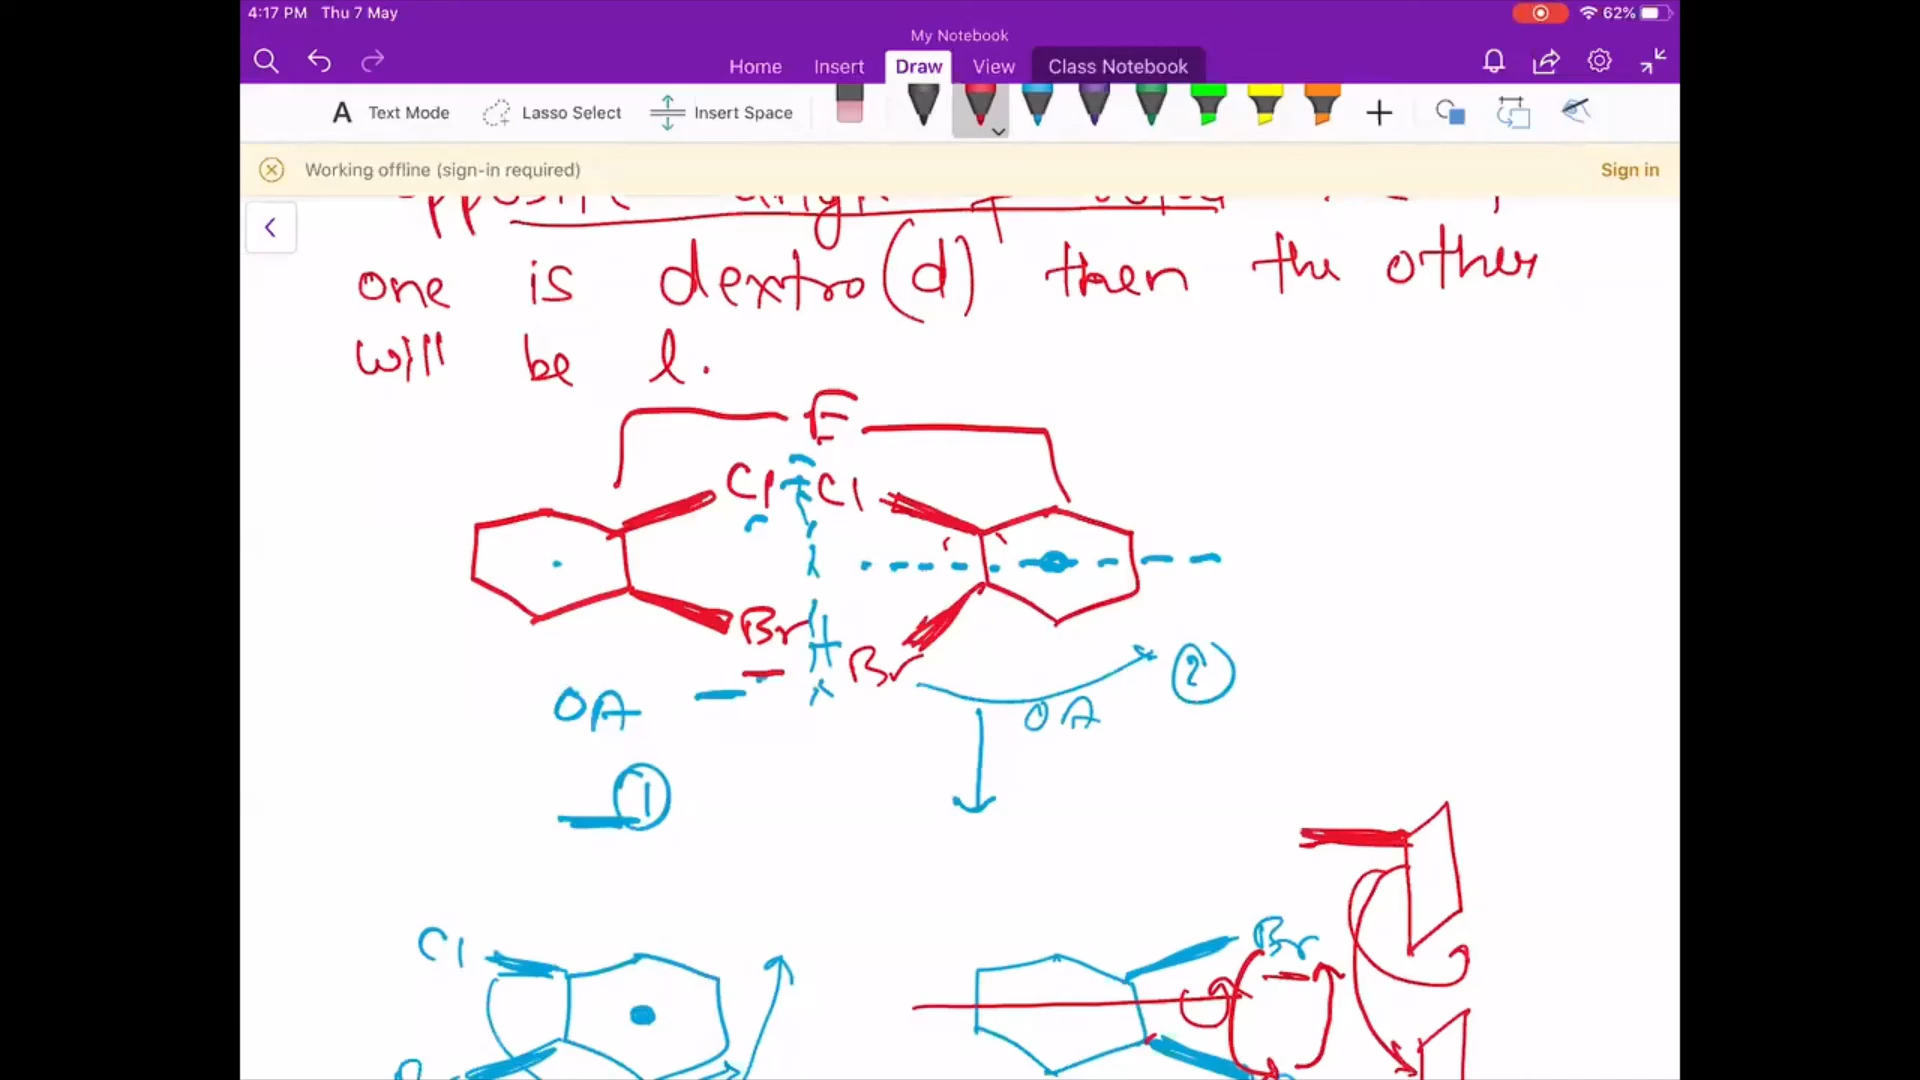 4:17 PM Thu 7 May
62%
My Notebook
Home Insert Draw View Class Notebook
A Text Mode Lasso Select Insert Space
Working offline (sign-in required) Sign in
one is dextro(d) then the other
will be l.
E
Cl Cl
Br Br
OA OA 2
1
Cl Br